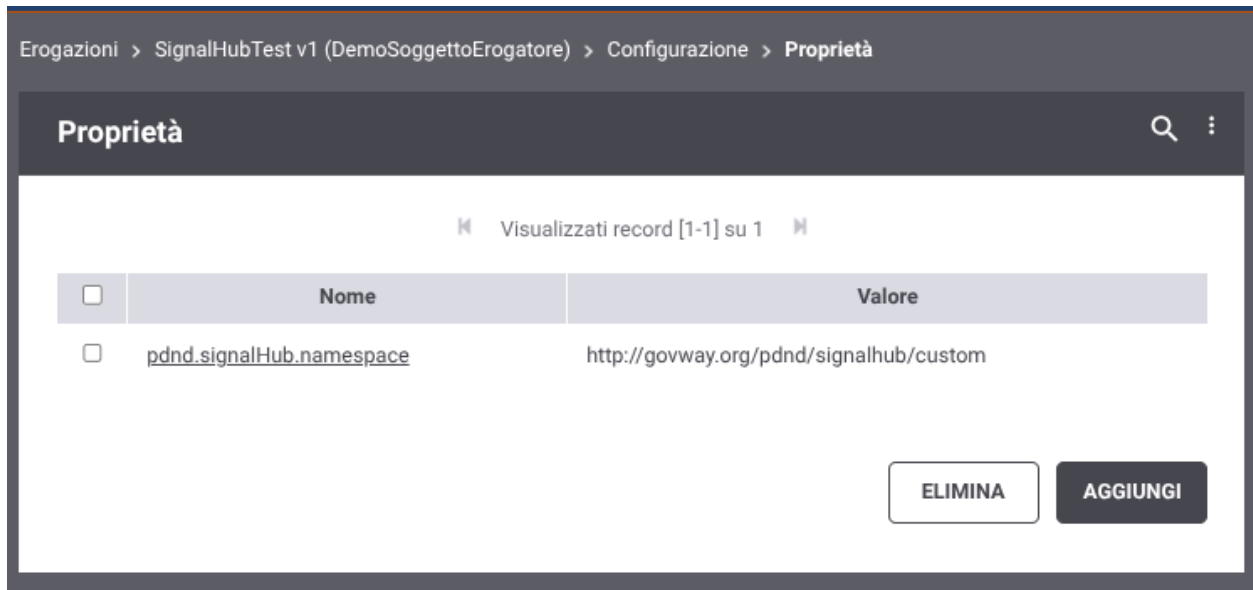 Erogazioni > SignalHubTest v1 (DemoSoggettoErogatore) > Configurazione > Proprietà
Proprietà
Visualizzati record [1-1] su 1
Nome Valore
pdnd.signalHub.namespace http://govway.org/pdnd/signalhub/custom
ELIMINA AGGIUNGI